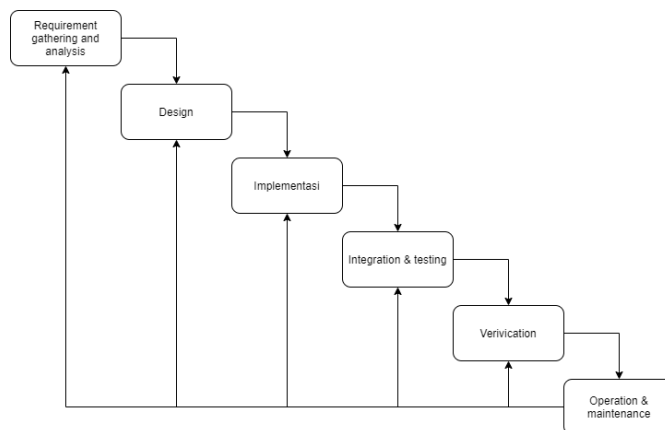 Requirement
gathering and
analysis
Design
Implementasi
Integration & testing
Verivication
Operation &
maintenance